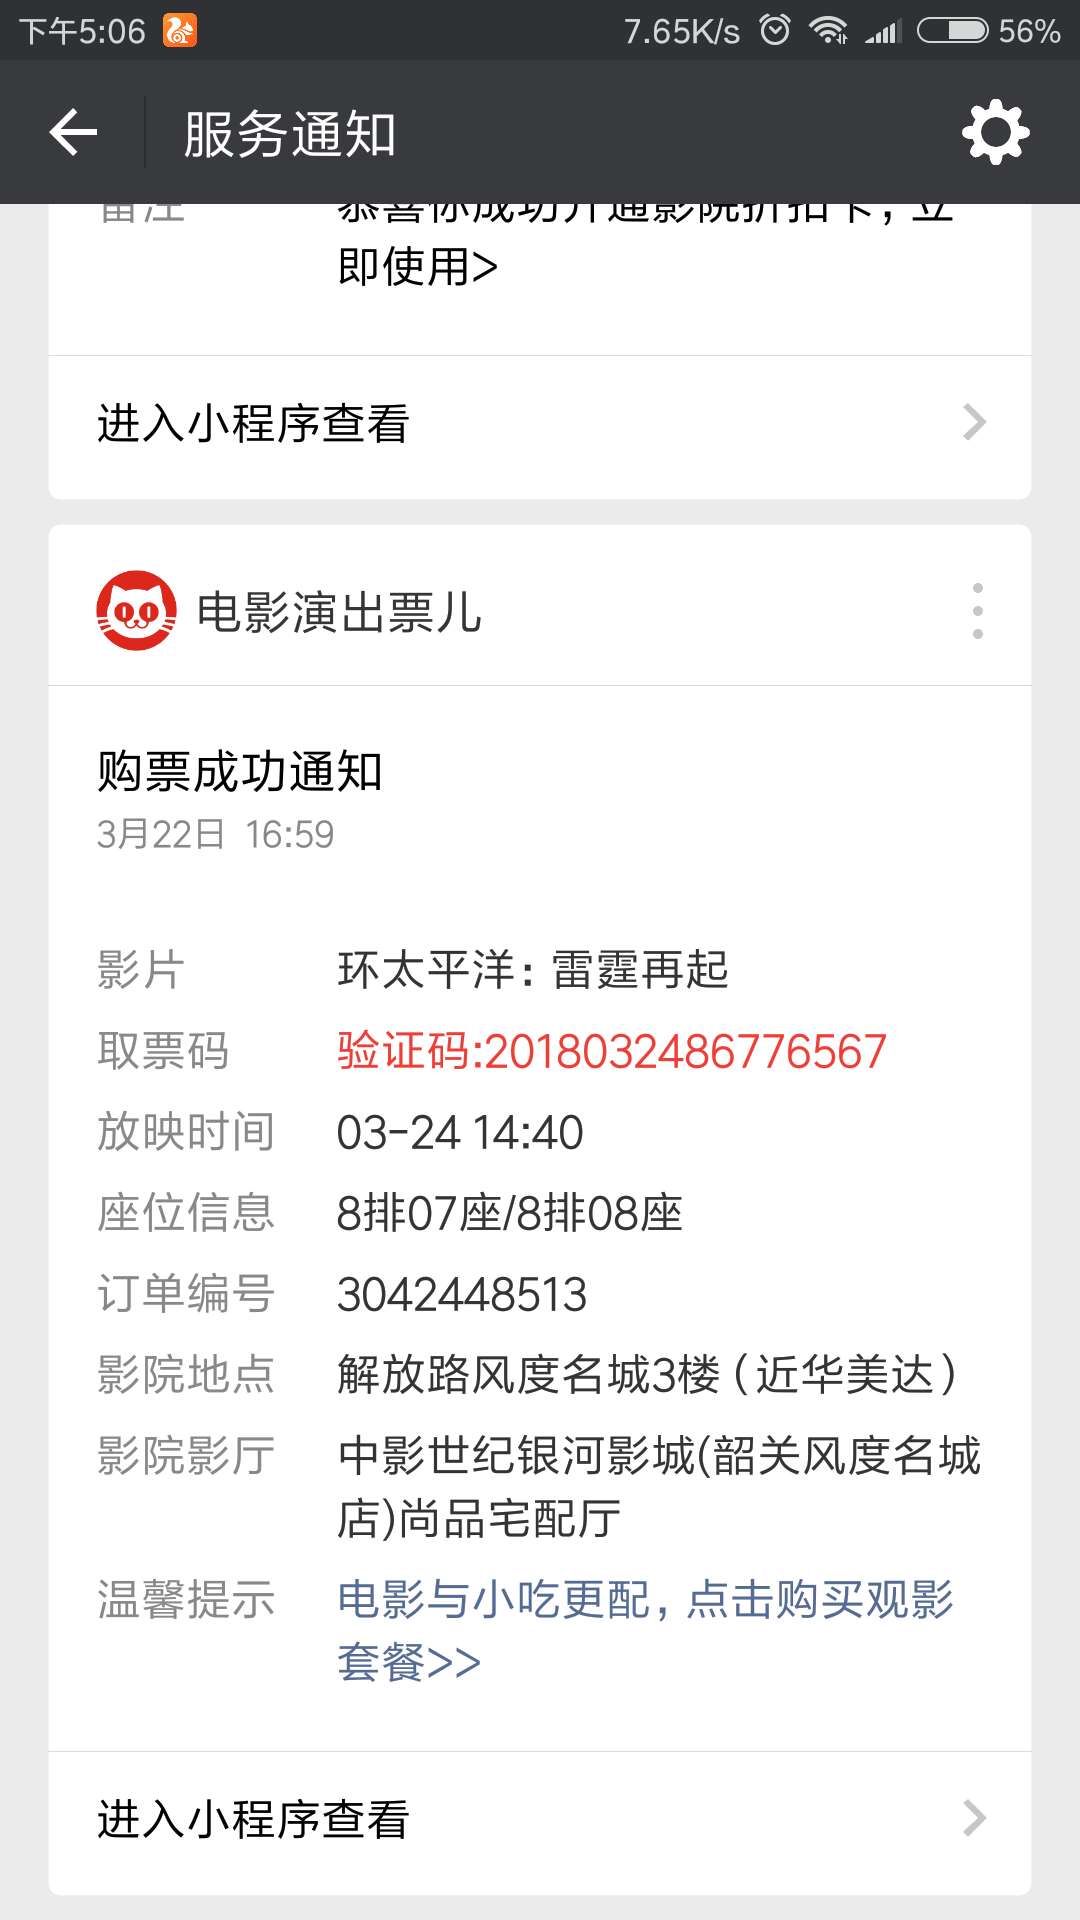 下午5:06 7.65K/s 56%
服务通知
备注 恭喜你成功开通影院折扣卡，立
即使用>
进入小程序查看
电影演出票儿
购票成功通知
3月22日 16:59
影片 环太平洋：雷霆再起
取票码 验证码:2018032486776567
放映时间 03-24 14:40
座位信息 8排07座/8排08座
订单编号 3042448513
影院地点 解放路风度名城3楼（近华美达）
影院影厅 中影世纪银河影城(韶关风度名城
店)尚品宅配厅
温馨提示 电影与小吃更配，点击购买观影
套餐>>
进入小程序查看